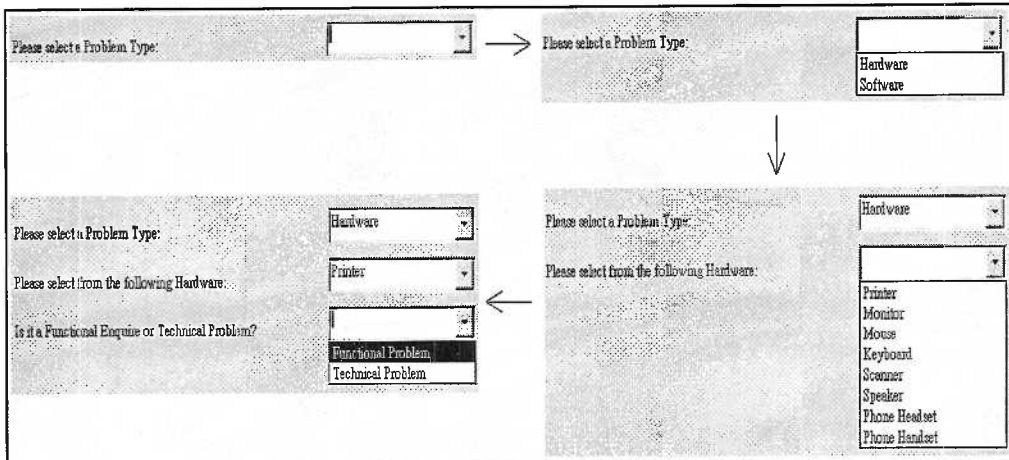 Please select a Problem Type:
Please select a Problem Type:
Hardware
Software
Please select a Problem Type:
Hardware
Please select from the following Hardware:
Printer
Monitor
Mouse
Keyboard
Scanner
Speaker
Phone Headset
Phone Handset
Please select a Problem Type:
Hardware
Please select from the following Hardware:
Printer
Is it a Functional Enquire or Technical Problem?
Functional Problem
Technical Problem